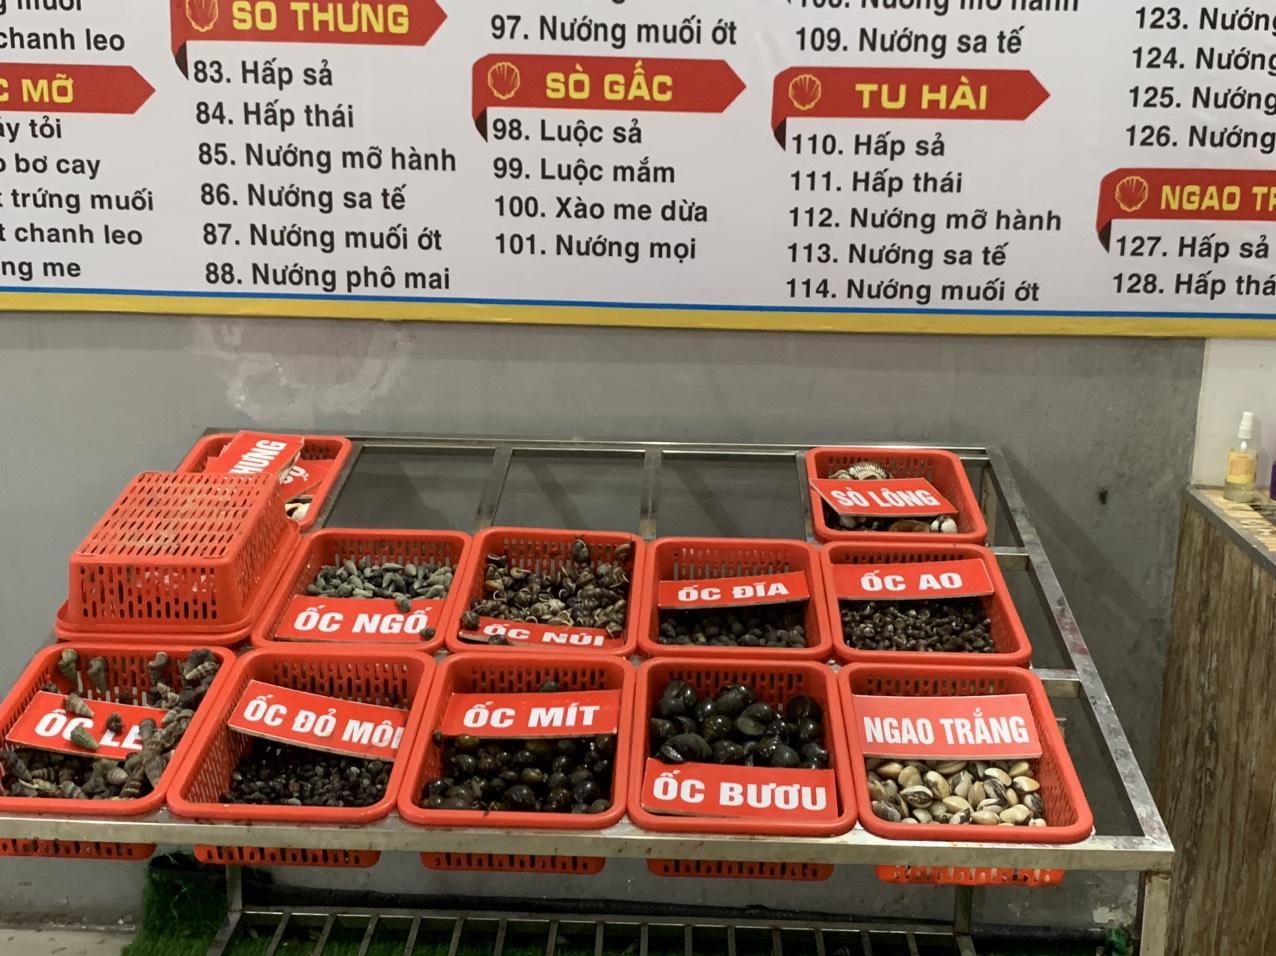 chanh leo
MỠ
tỏi
bơ cay
trứng muối
chanh leo
me
SÒ THƯNG
83. Hấp sả
84. Hấp thái
85. Nướng mỡ hành
86. Nướng sa tế
87. Nướng muối ớt
88. Nướng phô mai
97. Nướng muối ớt
SÒ GẤC
98. Luộc sả
99. Luộc mắm
100. Xào me dừa
101. Nướng mọi
Nướng mỡ hành
109. Nướng sa tế
TU HÀI
110. Hấp sả
111. Hấp thái
112. Nướng mỡ hành
113. Nướng sa tế
114. Nướng muối ớt
123. Nướng
124. Nướng
125. Nướng
126. Nướng
NGAO
127. Hấp sả
128. Hấp
SÒ LÔNG
ỐC NGỐ
ỐC NÚI
ỐC ĐĨA
ỐC AO
ỐC
ỐC ĐỎ
ỐC MÍT
ỐC BƯƠU
NGAO TRẮNG